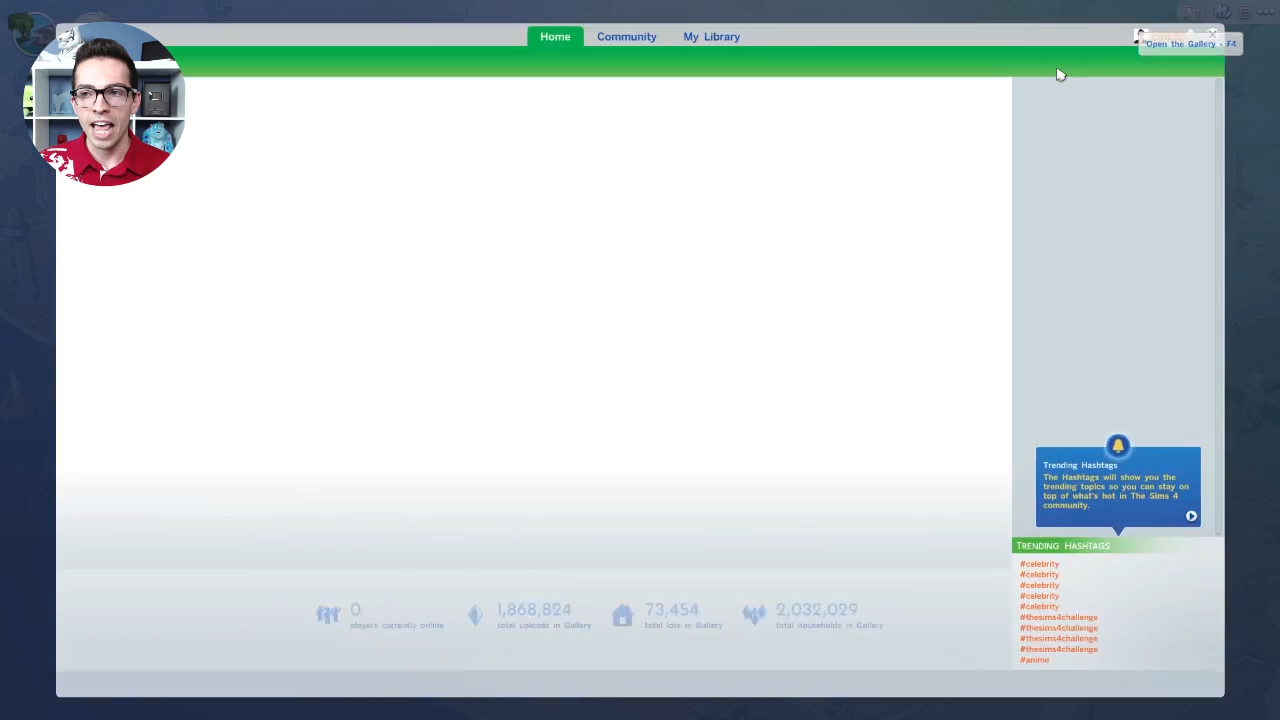 Home
Community
My Library
Open the Gallery - F4
Trending Hashtags
The Hashtags will show you the
trending topics so you can stay on
top of what's hot in The Sims 4
community.
TRENDING HASHTAGS
#celebrity
#celebrity
#celebrity
#celebrity
#celebrity
#thesims4challenge
#thesims4challenge
#thesims4challenge
#thesims4challenge
#anime
0
players currently online
1,868,824
total uploads in Gallery
73,454
total lots in Gallery
2,032,029
total households in Gallery